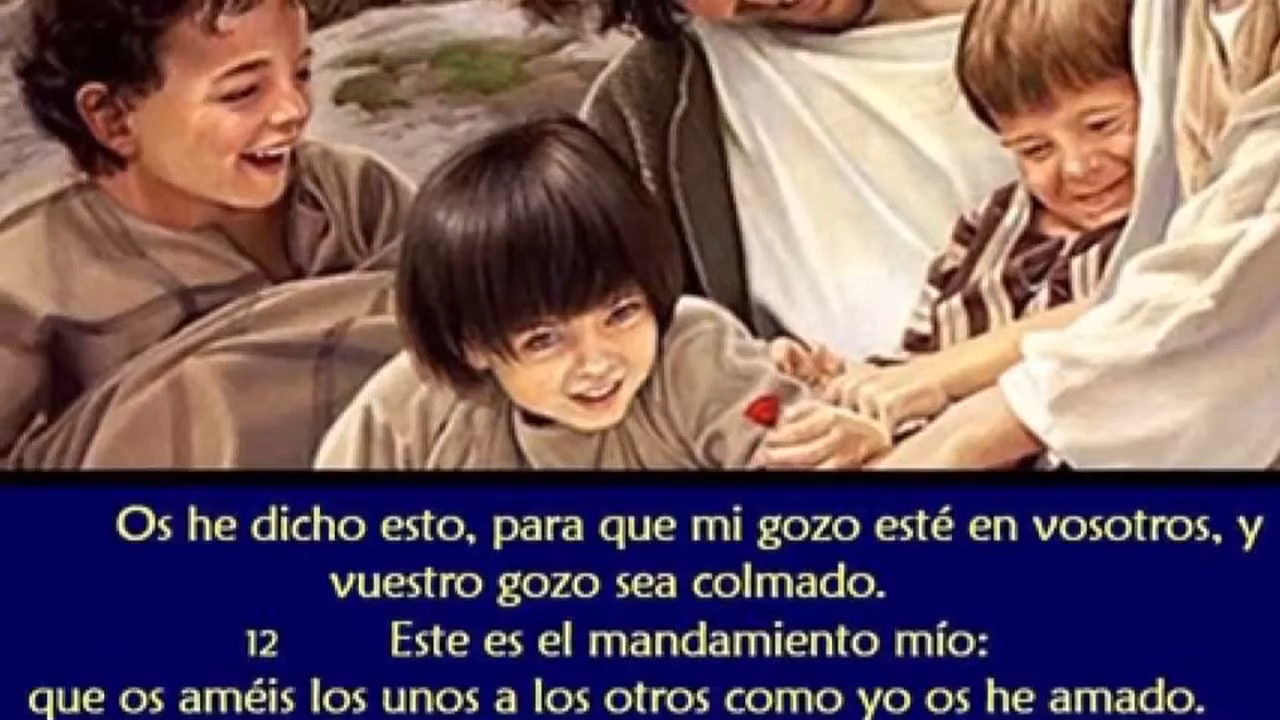 Os he dicho esto, para que mi gozo esté en vosotros, y
vuestro gozo sea colmado.
12 Este es el mandamiento mío:
que os améis los unos a los otros como yo os he amado.